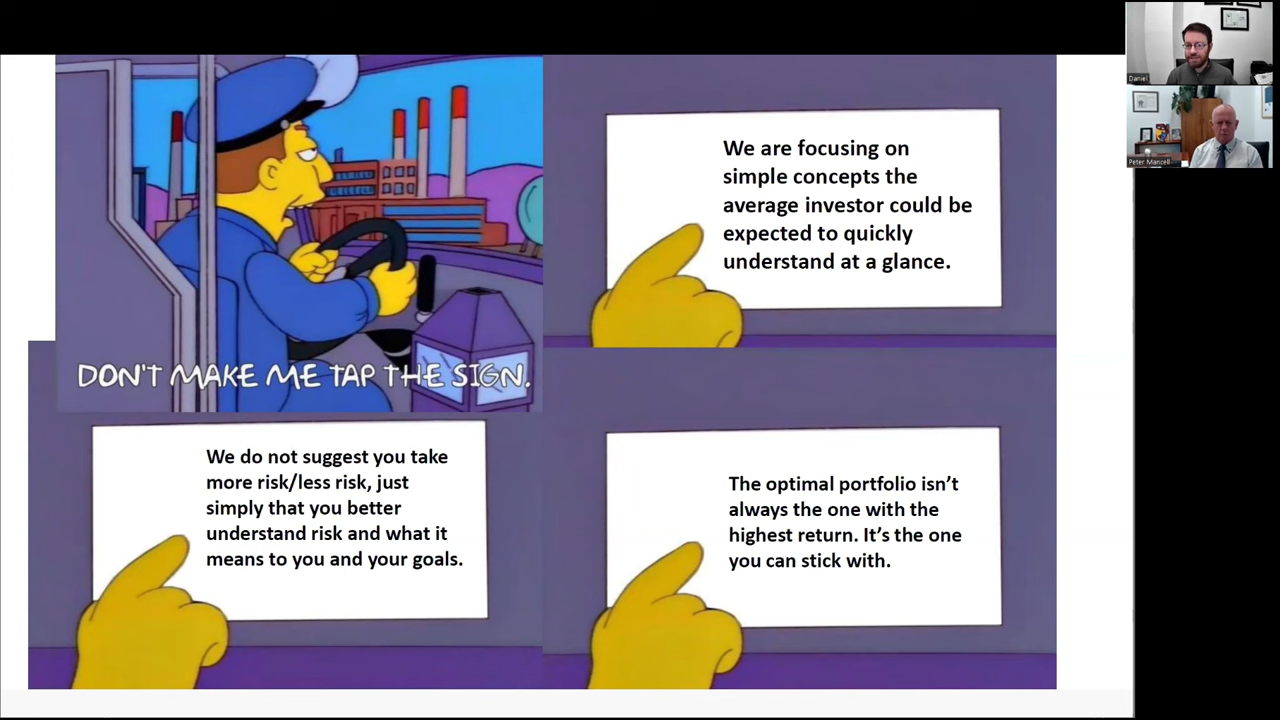 DON'T MAKE ME TAP THE SIGN.
We are focusing on
simple concepts the
average investor could be
expected to quickly
understand at a glance.
We do not suggest you take
more risk/less risk, just
simply that you better
understand risk and what it
means to you and your goals.
The optimal portfolio isn't
always the one with the
highest return. It's the one
you can stick with.
Daniel
Peter Mancell